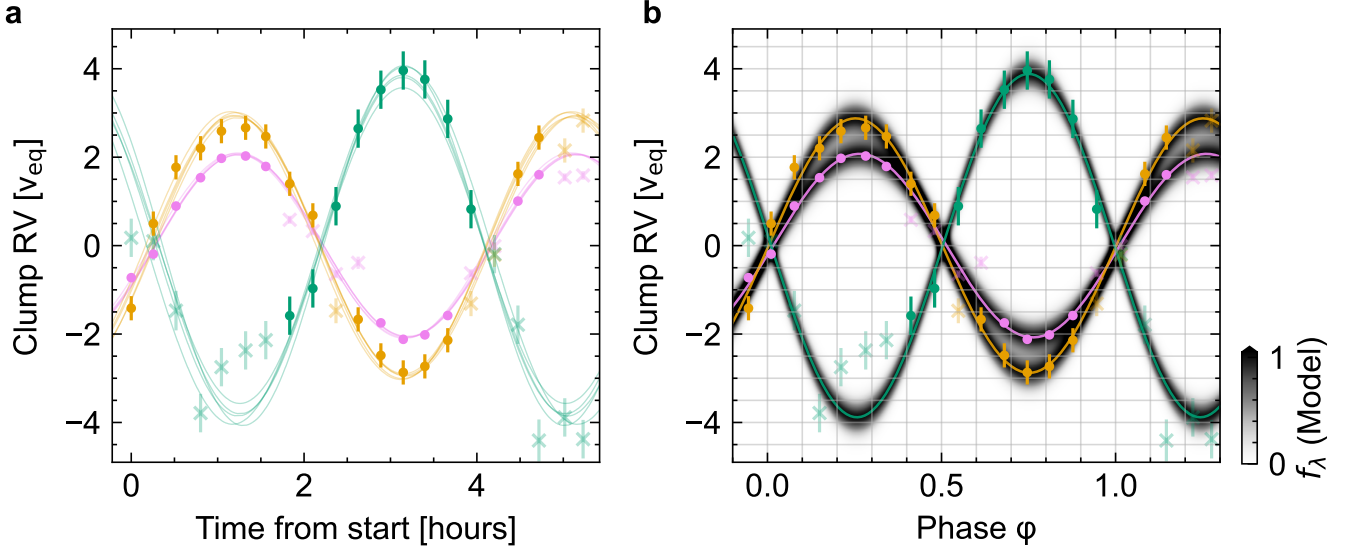 a
b
Clump RV [v_eq]
4
2
0
−2
−4
0
2
4
Time from start [hours]
Clump RV [v_eq]
4
2
0
−2
−4
0.0
0.5
1.0
Phase φ
1
0
f_λ (Model)